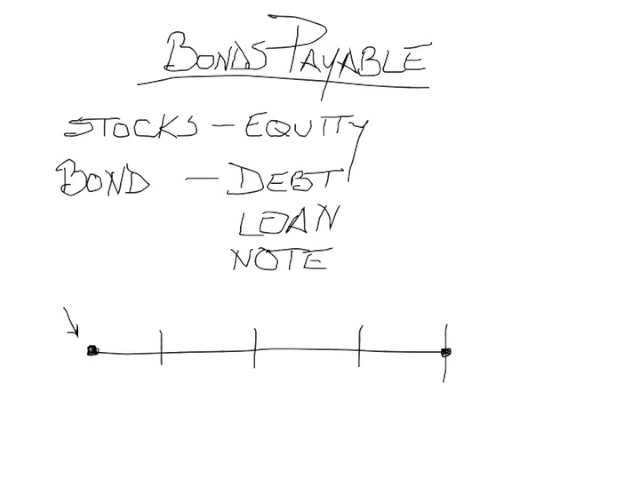 BONDS PAYABLE
STOCKS – EQUITY
BOND – DEBT
LOAN
NOTE